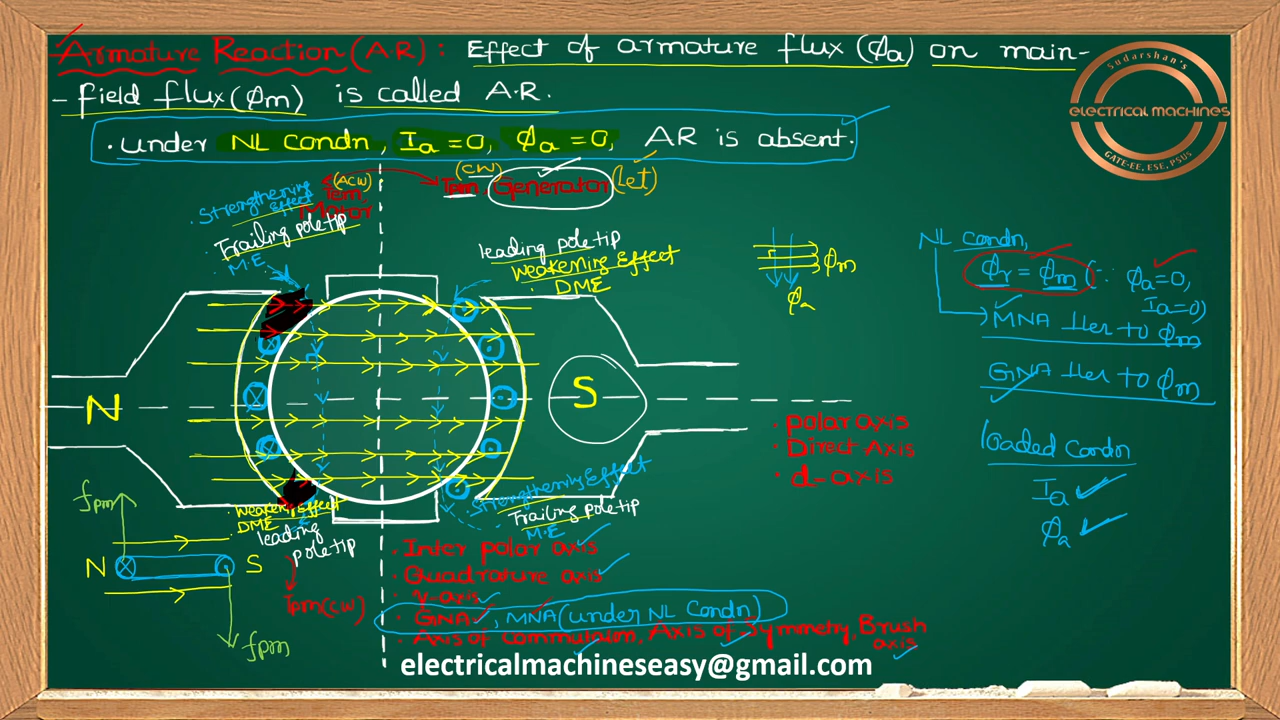 Armature Reaction (AR) : Effect of armature flux (ϕa) on main-
-field flux(ϕm) is called A.R.
. under NL Condn, Ia=0, ϕa=0, AR is absent.
Sudarshan's
ELECTRICAL MACHINES
GATE-EE, ESE, PSUs
(ACW)
Tem,
Motor
(CW)
Tpm, Generator (Let)
Strengthening Effect
Trailing pole tip
. M.E
leading pole tip
Weakening Effect
. DME
ϕm
ϕa
NL Condn,
ϕr = ϕm (∵ ϕa=0,
Ia=0)
MNA ⊥er to ϕm
GNA ⊥er to ϕm
loaded Condn
Ia
ϕa
N
S
. polar axis
. Direct Axis
. d-axis
. Weakening Effect
DME
leading
pole tip
. Strengthening Effect
Trailing pole tip
. M.E
fpm
N
S
fpm
Tpm(CW)
. Inter polar axis
. Quadrature axis
. q-axis
. GNA, MNA (under NL Condn)
. Axis of Commutation, Axis of Symmetry, Brush
axis
electricalmachineseasy@gmail.com